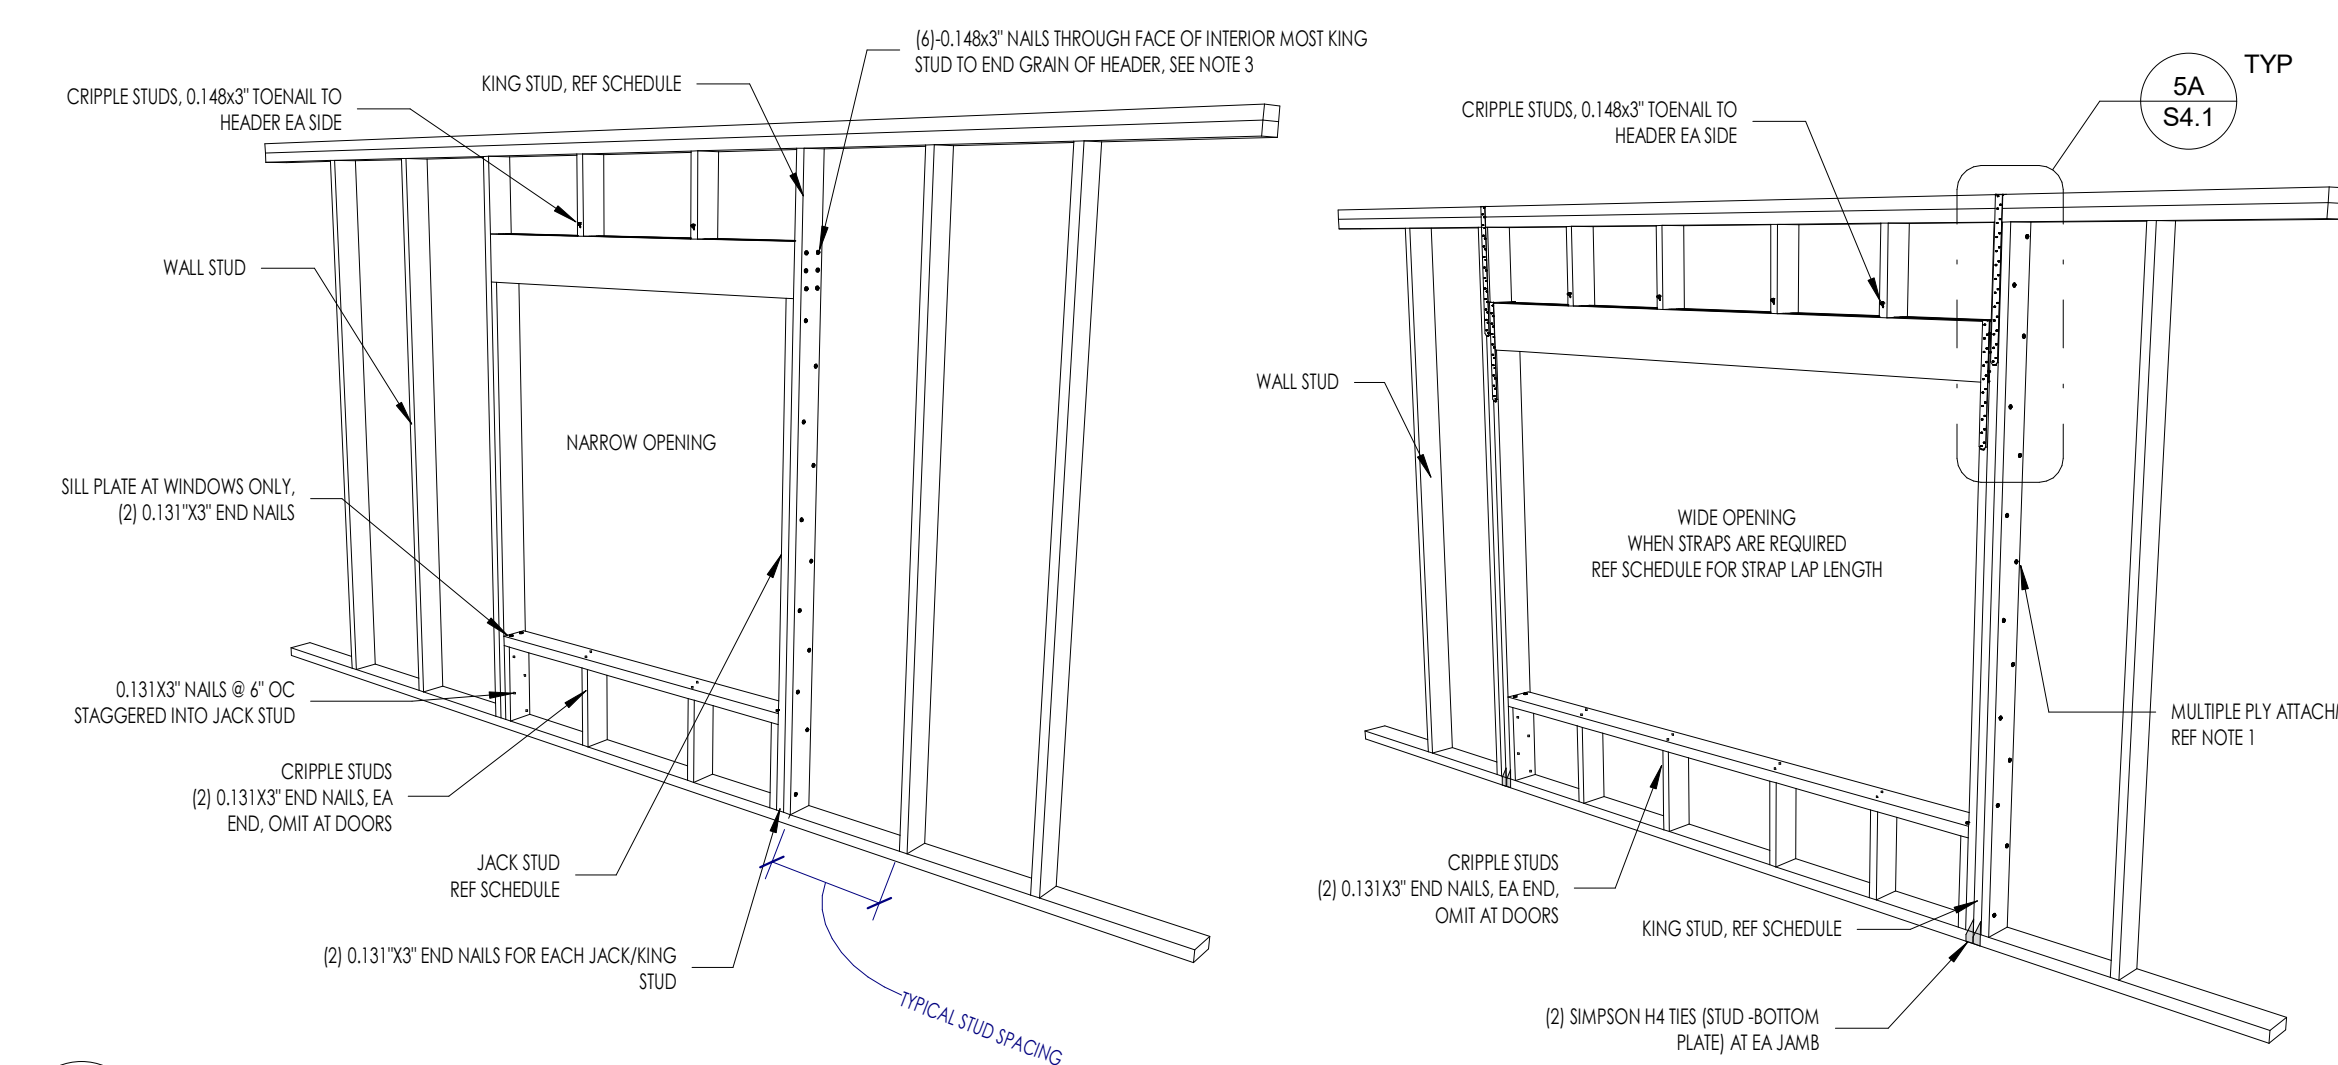 (6)-0.148x3" NAILS THROUGH FACE OF INTERIOR MOST KING
STUD TO END GRAIN OF HEADER, SEE NOTE 3
KING STUD, REF SCHEDULE
CRIPPLE STUDS, 0.148x3" TOENAIL TO
HEADER EA SIDE
WALL STUD
NARROW OPENING
SILL PLATE AT WINDOWS ONLY,
(2) 0.131"X3" END NAILS
0.131X3" NAILS @ 6" OC
STAGGERED INTO JACK STUD
CRIPPLE STUDS
(2) 0.131X3" END NAILS, EA
END, OMIT AT DOORS
JACK STUD
REF SCHEDULE
(2) 0.131"X3" END NAILS FOR EACH JACK/KING
STUD
TYPICAL STUD SPACING
5A
S4.1
TYP
CRIPPLE STUDS, 0.148x3" TOENAIL TO
HEADER EA SIDE
WALL STUD
WIDE OPENING
WHEN STRAPS ARE REQUIRED
REF SCHEDULE FOR STRAP LAP LENGTH
MULTIPLE PLY
REF NOTE 1
CRIPPLE STUDS
(2) 0.131X3" END NAILS, EA END,
OMIT AT DOORS
KING STUD, REF SCHEDULE
(2) SIMPSON H4 TIES (STUD -BOTTOM
PLATE) AT EA JAMB